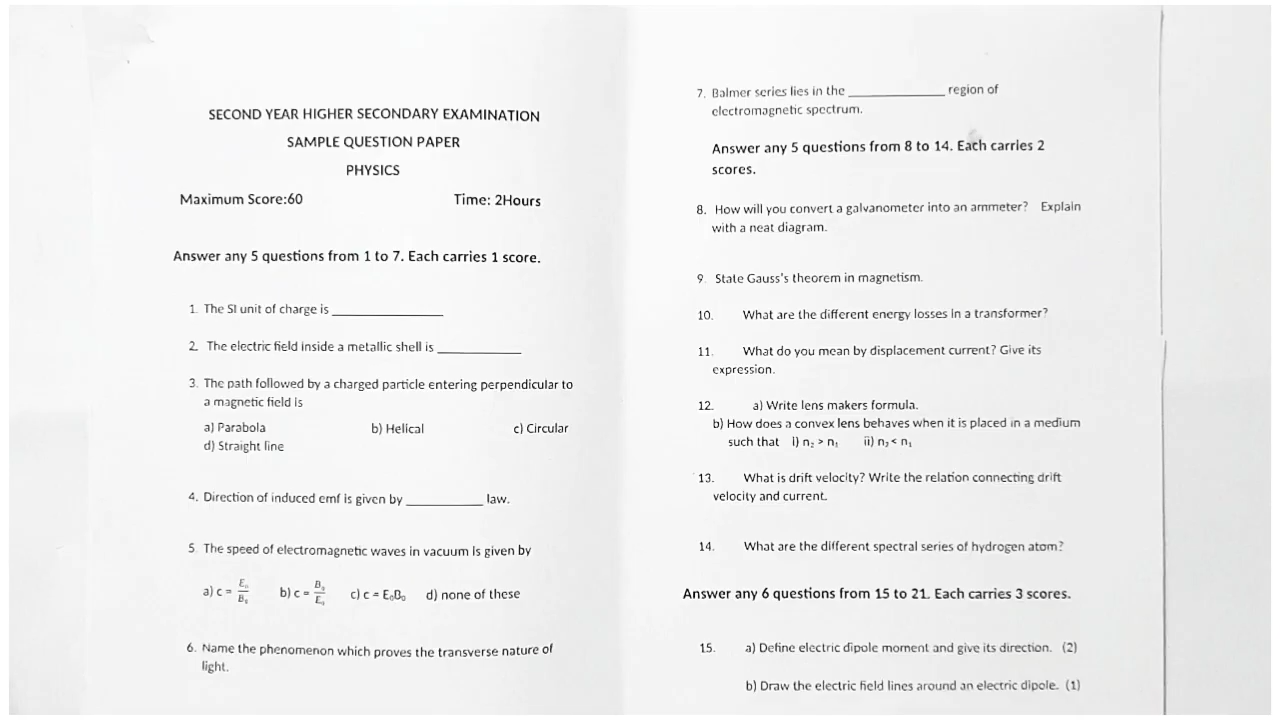 SECOND YEAR HIGHER SECONDARY EXAMINATION
SAMPLE QUESTION PAPER
PHYSICS
Maximum Score:60 Time: 2Hours
Answer any 5 questions from 1 to 7. Each carries 1 score.
1. The SI unit of charge is _______________
2. The electric field inside a metallic shell is ___________
3. The path followed by a charged particle entering perpendicular to
a magnetic field is
a) Parabola b) Helical c) Circular
d) Straight line
4. Direction of induced emf is given by __________ law.
5. The speed of electromagnetic waves in vacuum is given by
a) c = E₀/B₀ b) c = B₀/E₀ c) c = E₀B₀ d) none of these
6. Name the phenomenon which proves the transverse nature of
light.
7. Balmer series lies in the _____________ region of
electromagnetic spectrum.
Answer any 5 questions from 8 to 14. Each carries 2
scores.
8. How will you convert a galvanometer into an ammeter? Explain
with a neat diagram.
9. State Gauss's theorem in magnetism.
10. What are the different energy losses in a transformer?
11. What do you mean by displacement current? Give its
expression.
12. a) Write lens makers formula.
b) How does a convex lens behaves when it is placed in a medium
such that i) n₂ > n₁ ii) n₂ < n₁
13. What is drift velocity? Write the relation connecting drift
velocity and current.
14. What are the different spectral series of hydrogen atom?
Answer any 6 questions from 15 to 21. Each carries 3 scores.
15. a) Define electric dipole moment and give its direction. (2)
b) Draw the electric field lines around an electric dipole. (1)